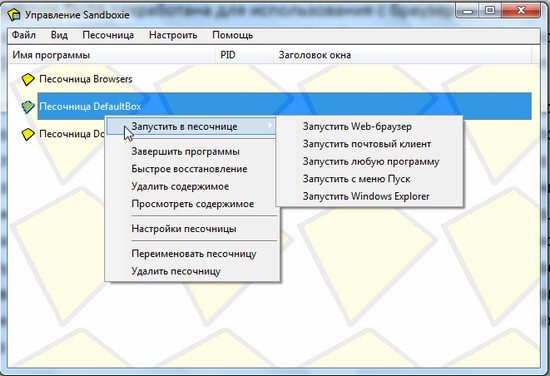 Управление Sandboxie
Файл Вид Песочница Настроить Помощь
Имя программы PID Заголовок окна
Песочница Browsers
Песочница DefaultBox
Песочница Do
Запустить в песочнице
Завершить программы
Быстрое восстановление
Удалить содержимое
Просмотреть содержимое
Настройки песочницы
Переименовать песочницу
Удалить песочницу
Запустить Web-браузер
Запустить почтовый клиент
Запустить любую программу
Запустить с меню Пуск
Запустить Windows Explorer